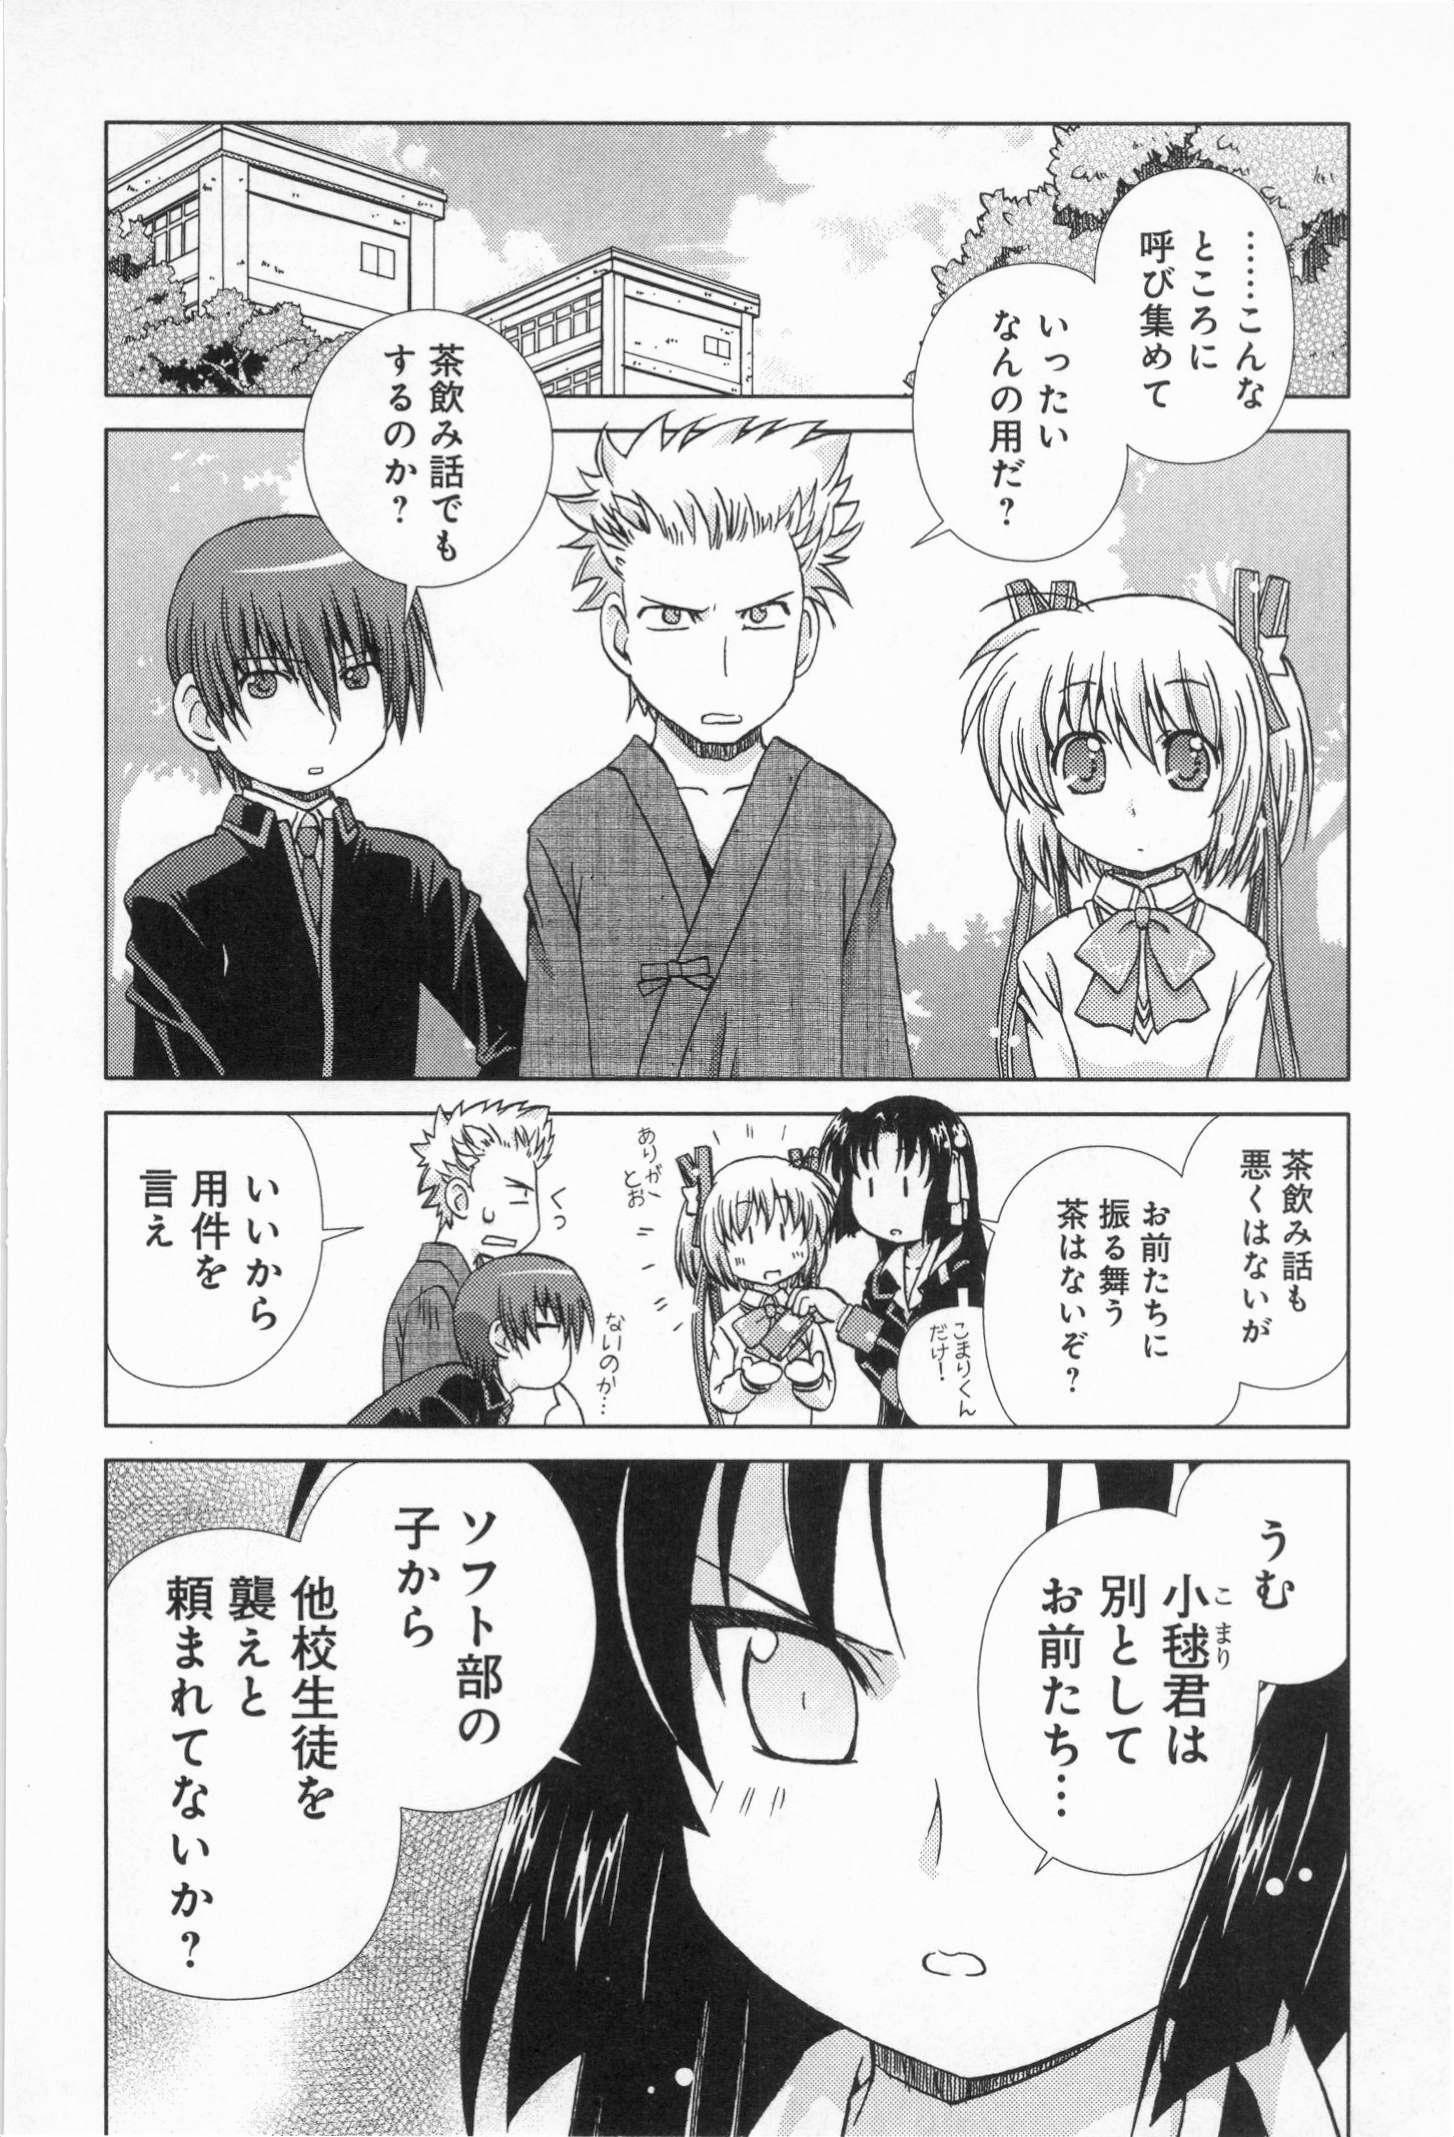 ……こんな
ところに
呼び集めて
いったい
なんの用だ？
茶飲み話でも
するのか？
茶飲み話も
悪くはないが
お前たちに
振る舞う
茶はないぞ？
こまりくん
だけ！
ありがと
とお
くっ
ないのか…
いいから
用件を
言え
うむ
小毬君は
こまり
別として
お前たち…
ソフト部の
子から
他校生徒を
襲えと
頼まれてないか？